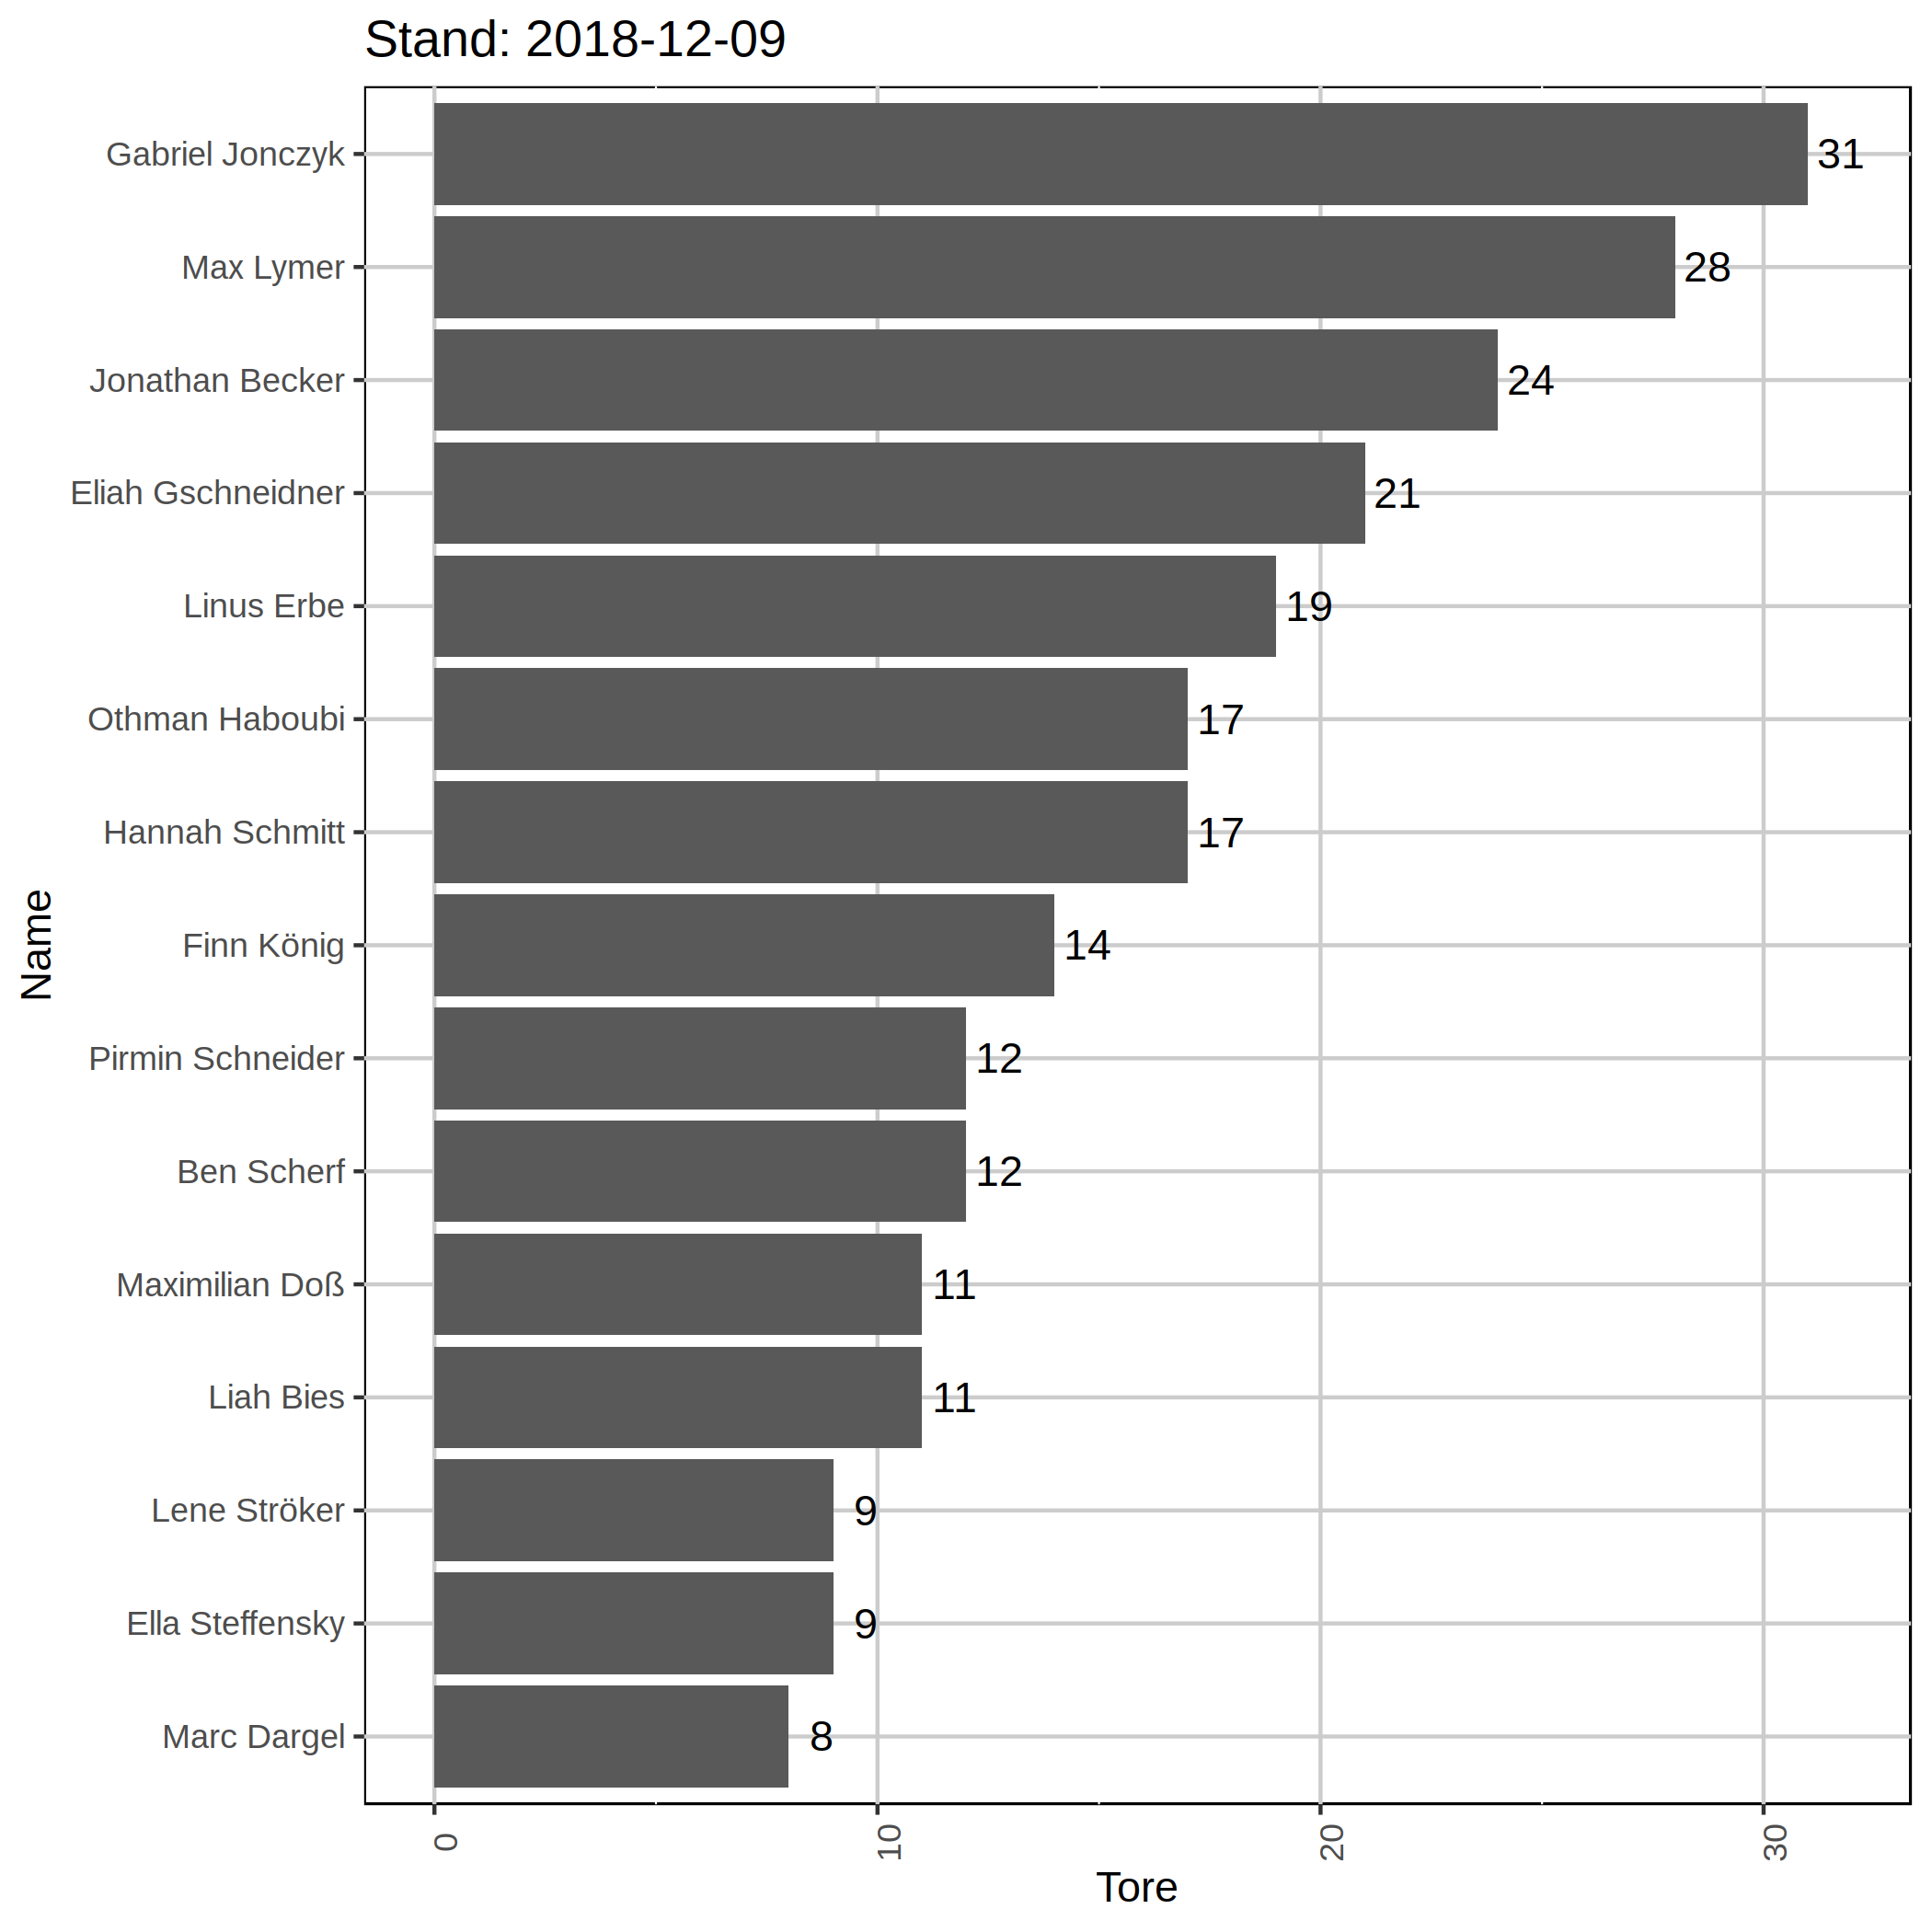 Stand: 2018-12-09
Gabriel Jonczyk 31
Max Lymer 28
Jonathan Becker 24
Eliah Gschneidner 21
Linus Erbe 19
Othman Haboubi 17
Hannah Schmitt 17
Finn König 14
Pirmin Schneider 12
Ben Scherf 12
Maximilian Doß 11
Liah Bies 11
Lene Ströker 9
Ella Steffensky 9
Marc Dargel 8
Name
0 10 20 30
Tore